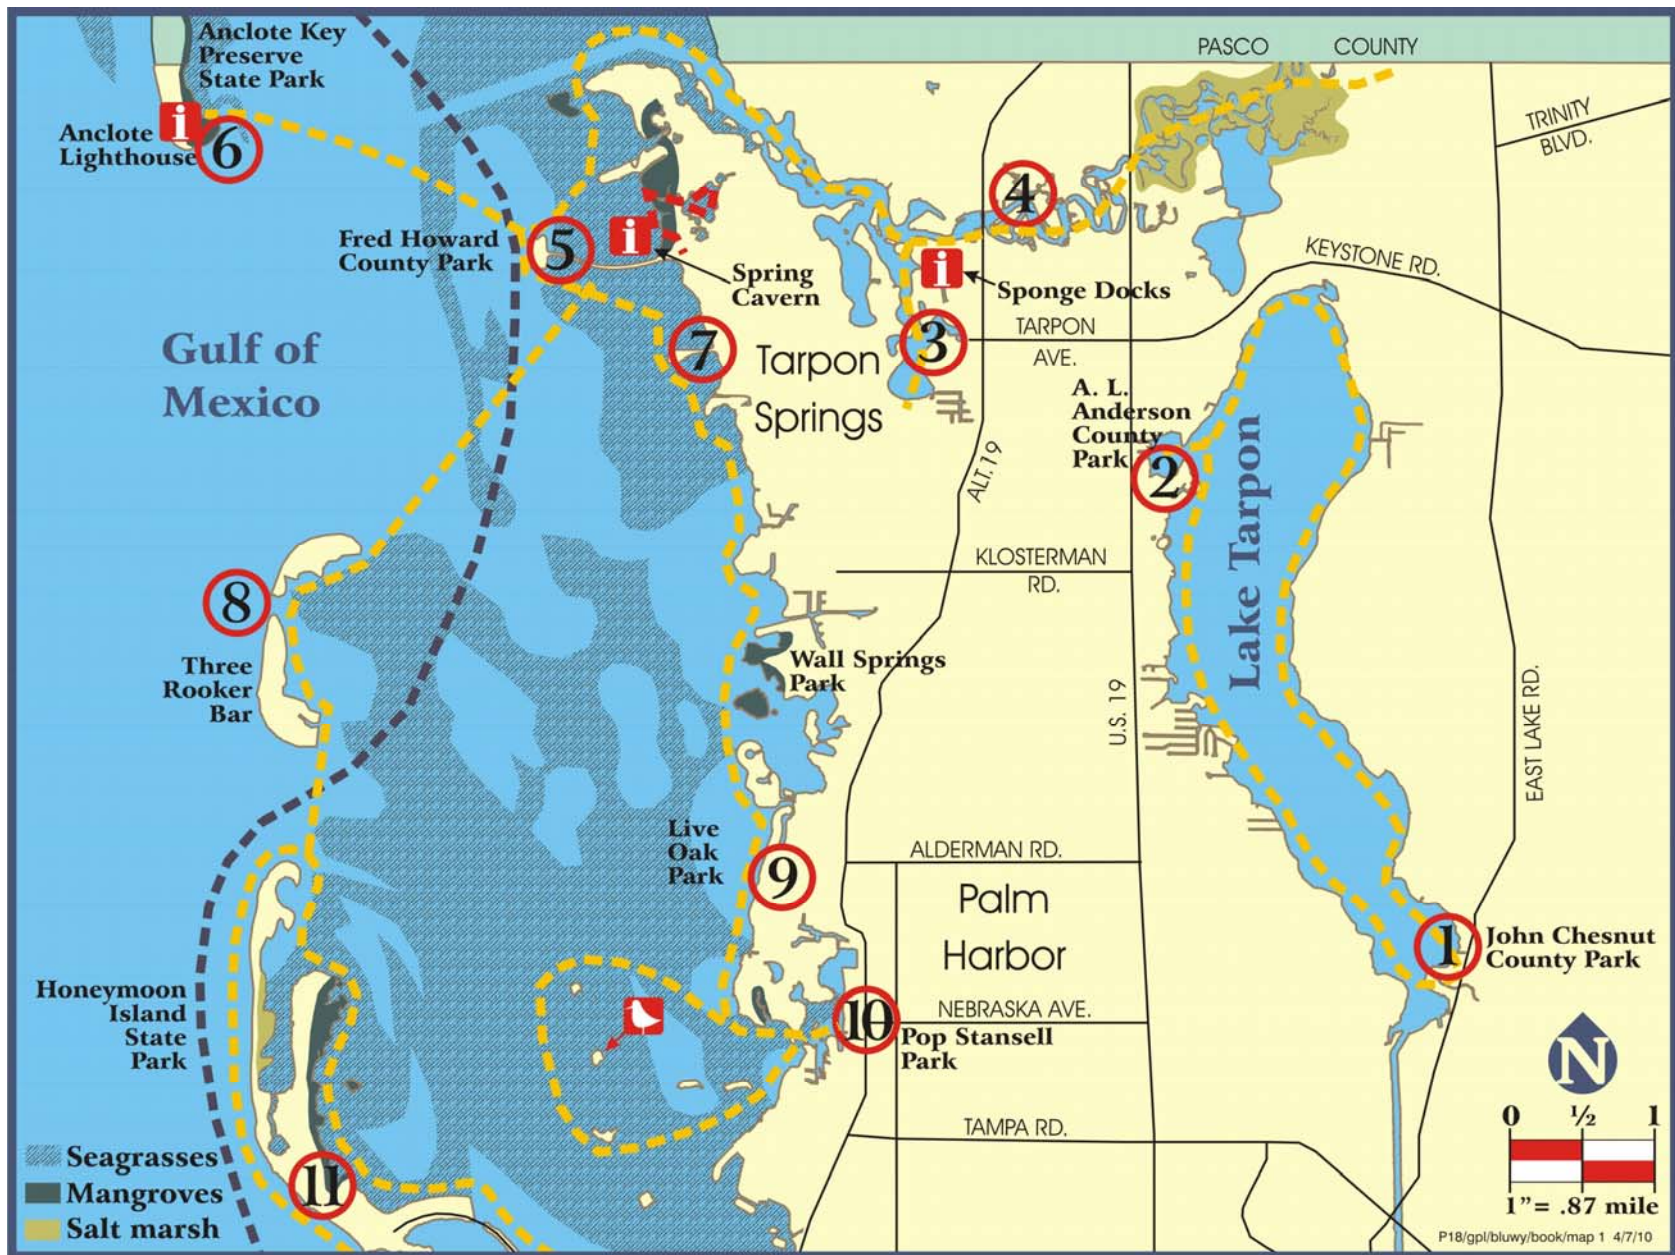 PASCO COUNTY
Anclote Key
Preserve
State Park
i
Anclote
Lighthouse
6
TRINITY
BLVD.
4
Fred Howard
County Park
5
i
Spring
Cavern
i
Sponge Docks
KEYSTONE RD.
TARPON
AVE.
3
7
Tarpon
Springs
Gulf of
Mexico
A. L.
Anderson
County
Park
2
ALT. 19
Lake Tarpon
KLOSTERMAN
RD.
8
Three
Rooker
Bar
Wall Springs
Park
U.S. 19
EAST LAKE RD.
Live
Oak
Park
9
ALDERMAN RD.
Palm
Harbor
1
John Chesnut
County Park
Honeymoon
Island
State
Park
10
NEBRASKA AVE.
Pop Stansell
Park
TAMPA RD.
N
0 ½ 1
1"= .87 mile
11
Seagrasses
Mangroves
Salt marsh
P18/gpl/bluwy/book/map 1 4/7/10